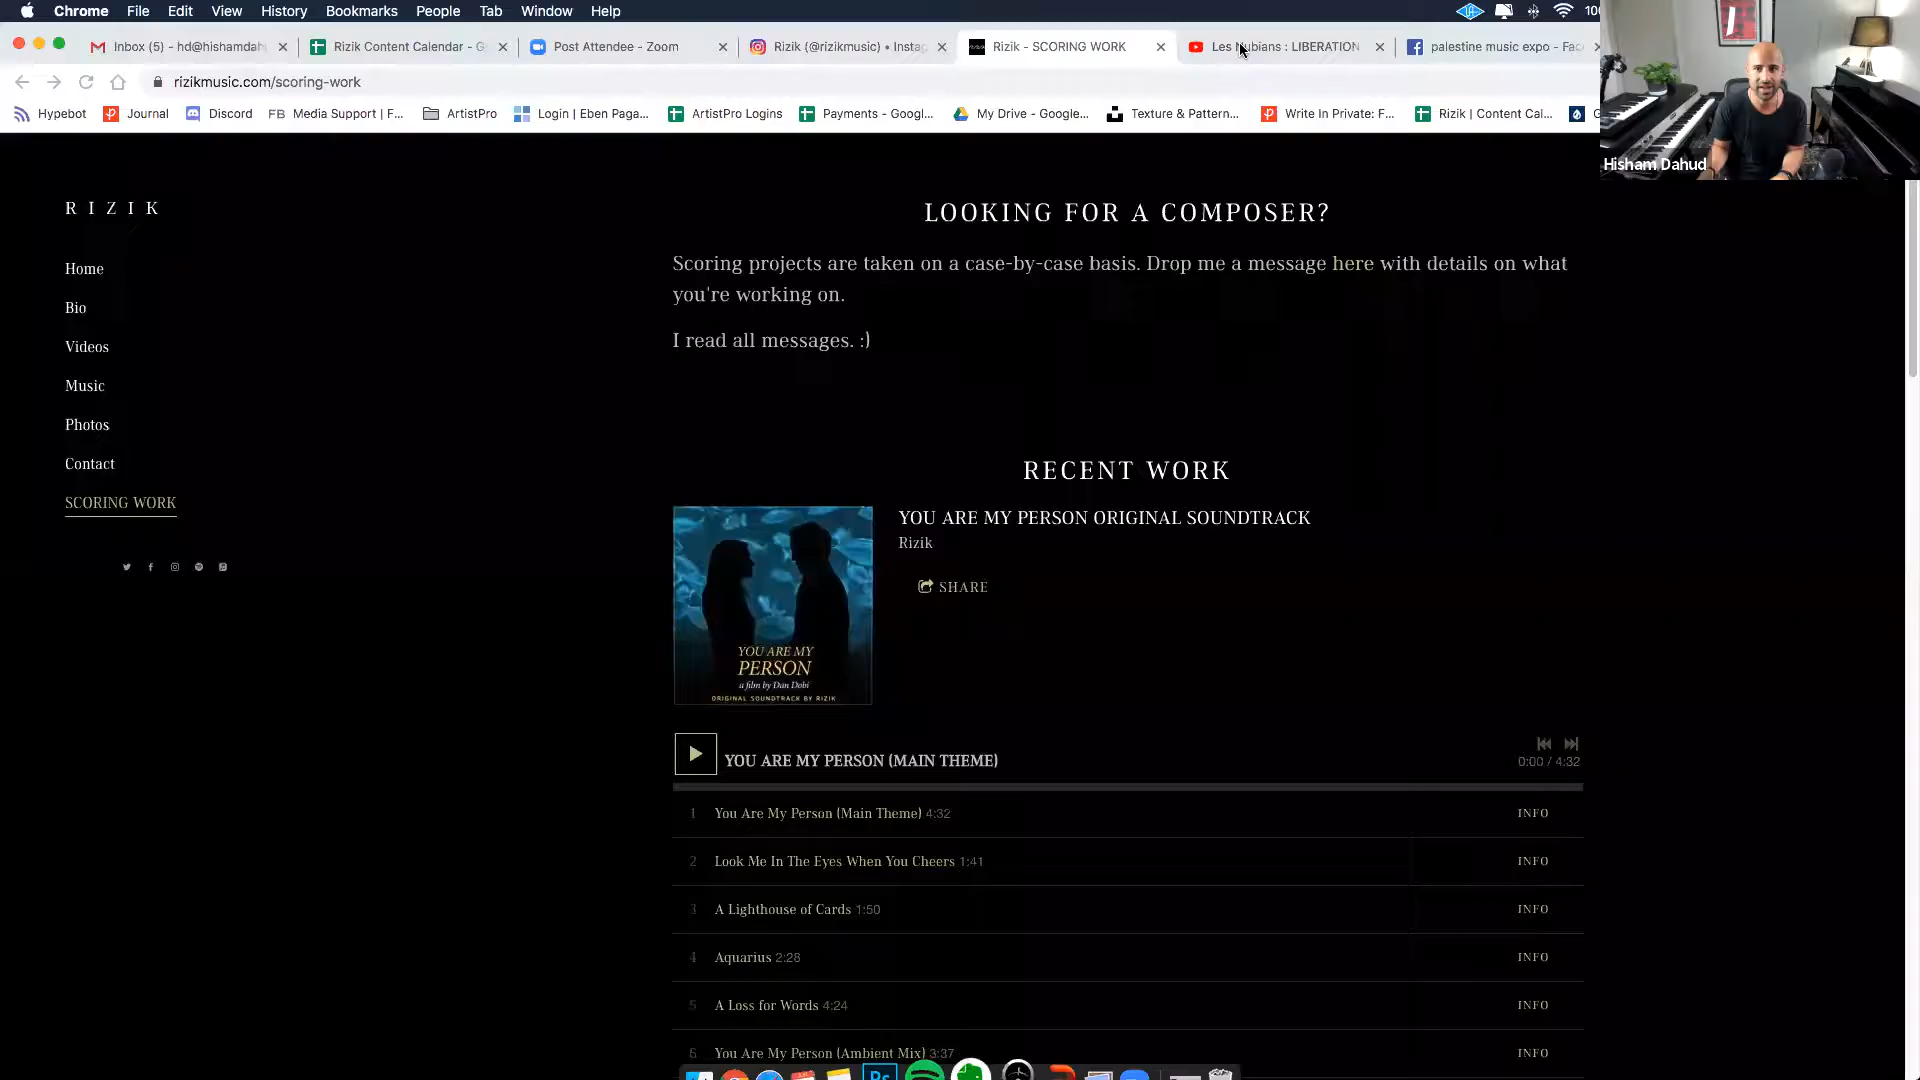 Chrome File Edit View History Bookmarks People Tab Window Help
Inbox (5) - hd@hishamda
Rizik Content Calendar - G
Post Attendee - Zoom
Rizik (@rizikmusic) • Insta
Rizik - SCORING WORK
Les Nubians : LIBERATION
palestine music expo - Fac
rizikmusic.com/scoring-work
Hypebot
Journal
Discord
FB Media Support | F...
ArtistPro
Login | Eben Paga...
ArtistPro Logins
Payments - Googl...
My Drive - Google...
Texture & Pattern...
Write In Private: F...
Rizik | Content Cal...
Hisham Dahud
RIZIK
Home
Bio
Videos
Music
Photos
Contact
SCORING WORK
LOOKING FOR A COMPOSER?
Scoring projects are taken on a case-by-case basis. Drop me a message here with details on what
you're working on.
I read all messages. :)
RECENT WORK
YOU ARE MY
PERSON
a film by Dan Dobi
ORIGINAL SOUNDTRACK BY RIZIK
YOU ARE MY PERSON ORIGINAL SOUNDTRACK
Rizik
SHARE
YOU ARE MY PERSON (MAIN THEME)
0:00 / 4:32
1 You Are My Person (Main Theme) 4:32 INFO
2 Look Me In The Eyes When You Cheers 1:41 INFO
3 A Lighthouse of Cards 1:50 INFO
4 Aquarius 2:28 INFO
5 A Loss for Words 4:24 INFO
6 You Are My Person (Ambient Mix) 3:37 INFO
Ps